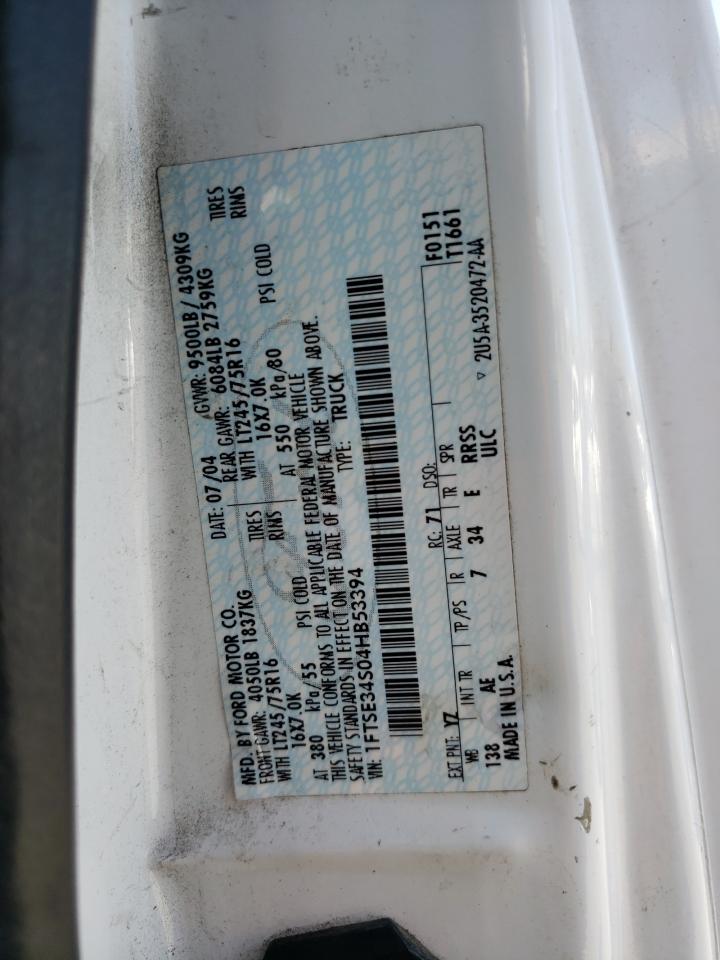 MFD. BY FORD MOTOR CO.
DATE: 07/04 GVWR: 9500LB / 4309KG
FRONT GAWR: 4050LB 1837KG REAR GAWR: 6084LB 2759KG
WITH LT245/75R16 TIRES WITH LT245/75R16 TIRES
16X7.0K RIMS 16X7.0K RIMS
AT 380 kPa/55 PSI COLD AT 550 kPa/80 PSI COLD
THIS VEHICLE CONFORMS TO ALL APPLICABLE FEDERAL MOTOR VEHICLE
SAFETY STANDARDS IN EFFECT ON THE DATE OF MANUFACTURE SHOWN ABOVE.
VIN: 1FTSE34S04HB53394 TYPE: TRUCK
F0151
T1661
EXT PNT: YZ RC: 71 DSO:
WB INT TR TP/PS R AXLE TR SPR
138 AE 7 34 E RRSS
MADE IN U.S.A. ULC
▽ 2U5A-3520472-AA